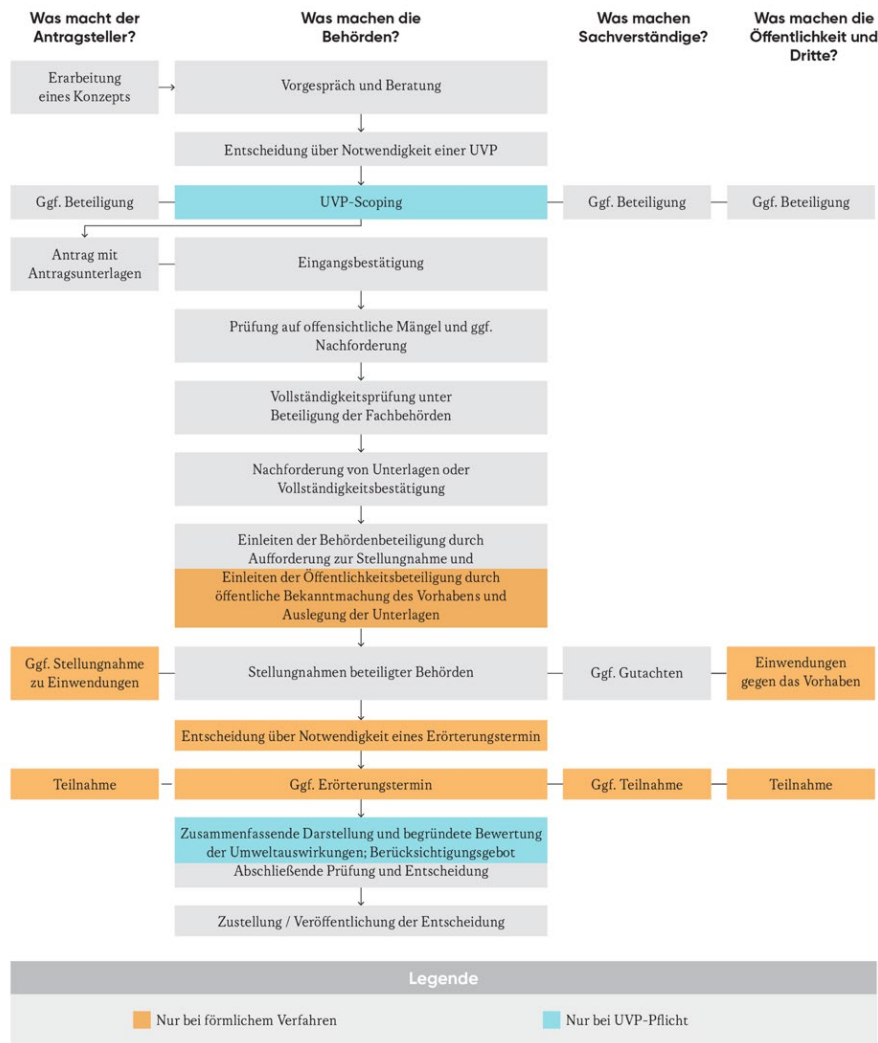 Was macht der
Antragsteller?
Was machen die
Behörden?
Was machen
Sachverständige?
Was machen die
Öffentlichkeit und
Dritte?
Erarbeitung
eines Konzepts
Vorgespräch und Beratung
Entscheidung über Notwendigkeit einer UVP
Ggf. Beteiligung
UVP-Scoping
Ggf. Beteiligung
Ggf. Beteiligung
Antrag mit
Antragsunterlagen
Eingangsbestätigung
Prüfung auf offensichtliche Mängel und ggf.
Nachforderung
Vollständigkeitsprüfung unter
Beteiligung der Fachbehörden
Nachforderung von Unterlagen oder
Vollständigkeitsbestätigung
Einleiten der Behördenbeteiligung durch
Aufforderung zur Stellungnahme und
Einleiten der Öffentlichkeitsbeteiligung durch
öffentliche Bekanntmachung des Vorhabens und
Auslegung der Unterlagen
Ggf. Stellungnahme
zu Einwendungen
Stellungnahmen beteiligter Behörden
Ggf. Gutachten
Einwendungen
gegen das Vorhaben
Entscheidung über Notwendigkeit eines Erörterungstermin
Teilnahme
Ggf. Erörterungstermin
Ggf. Teilnahme
Teilnahme
Zusammenfassende Darstellung und begründete Bewertung
der Umweltauswirkungen; Berücksichtigungsgebot
Abschließende Prüfung und Entscheidung
Zustellung / Veröffentlichung der Entscheidung
Legende
Nur bei förmlichem Verfahren
Nur bei UVP-Pflicht